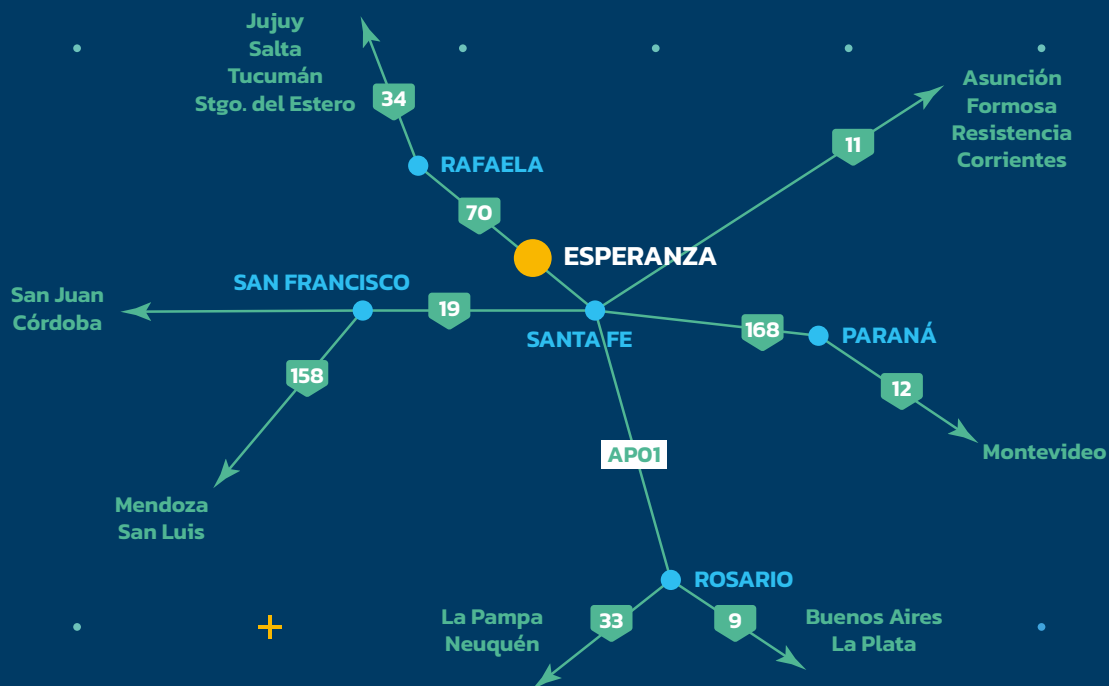 Jujuy
Salta
Tucumán
Stgo. del Estero
34
Asunción
Formosa
Resistencia
Corrientes
11
RAFAELA
70
ESPERANZA
SAN FRANCISCO
San Juan
Córdoba
19
SANTA FE
168
PARANÁ
158
12
Montevideo
AP01
Mendoza
San Luis
ROSARIO
La Pampa
Neuquén
33
9
Buenos Aires
La Plata